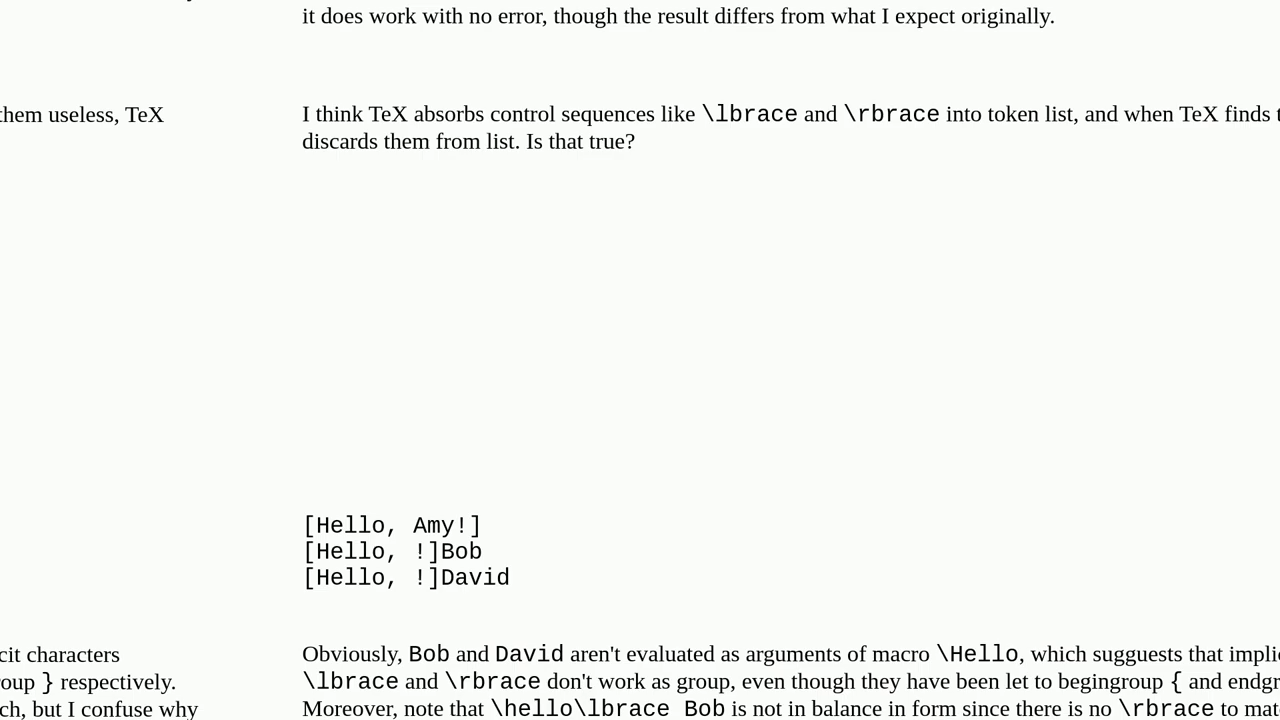 it does work with no error, though the result differs from what I expect originally.
them useless, TeX
I think TeX absorbs control sequences like \lbrace and \rbrace into token list, and when TeX finds
discards them from list. Is that true?
[Hello, Amy!]
[Hello, !]Bob
[Hello, !]David
cit characters
Obviously, Bob and David aren't evaluated as arguments of macro \Hello, which sugguests that impli
oup } respectively.
\lbrace and \rbrace don't work as group, even though they have been let to begingroup { and endgr
ch, but I confuse why
Moreover, note that \hello\lbrace Bob is not in balance in form since there is no \rbrace to mat